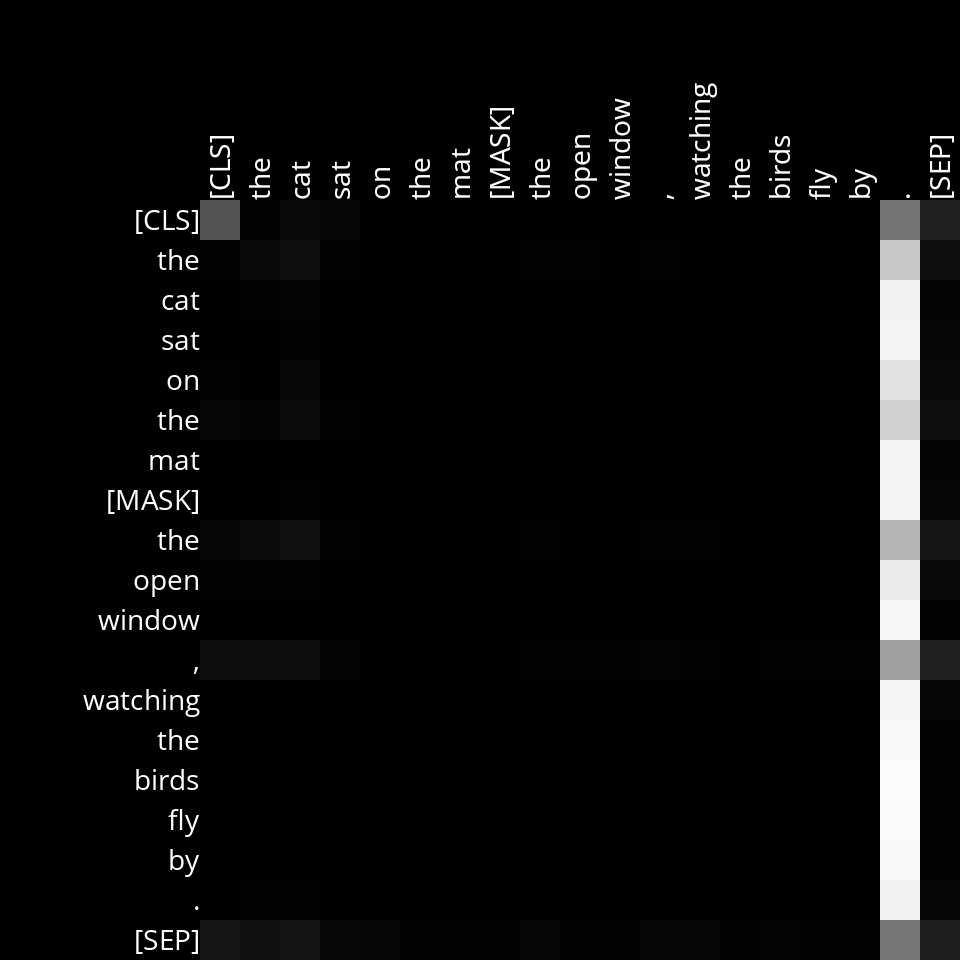 [CLS] the cat sat on the mat [MASK] the open window , watching the birds fly by . [SEP]
[CLS]
the
cat
sat
on
the
mat
[MASK]
the
open
window
,
watching
the
birds
fly
by
.
[SEP]